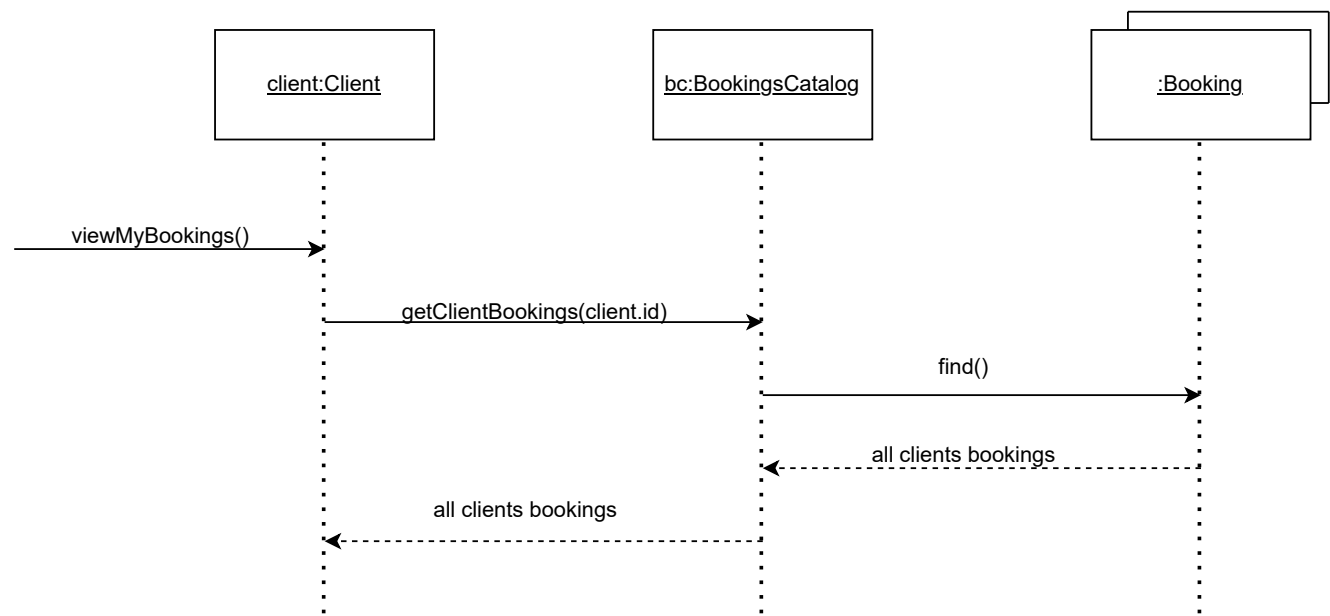 client:Client
bc:BookingsCatalog
:Booking
viewMyBookings()
getClientBookings(client.id)
find()
all clients bookings
all clients bookings